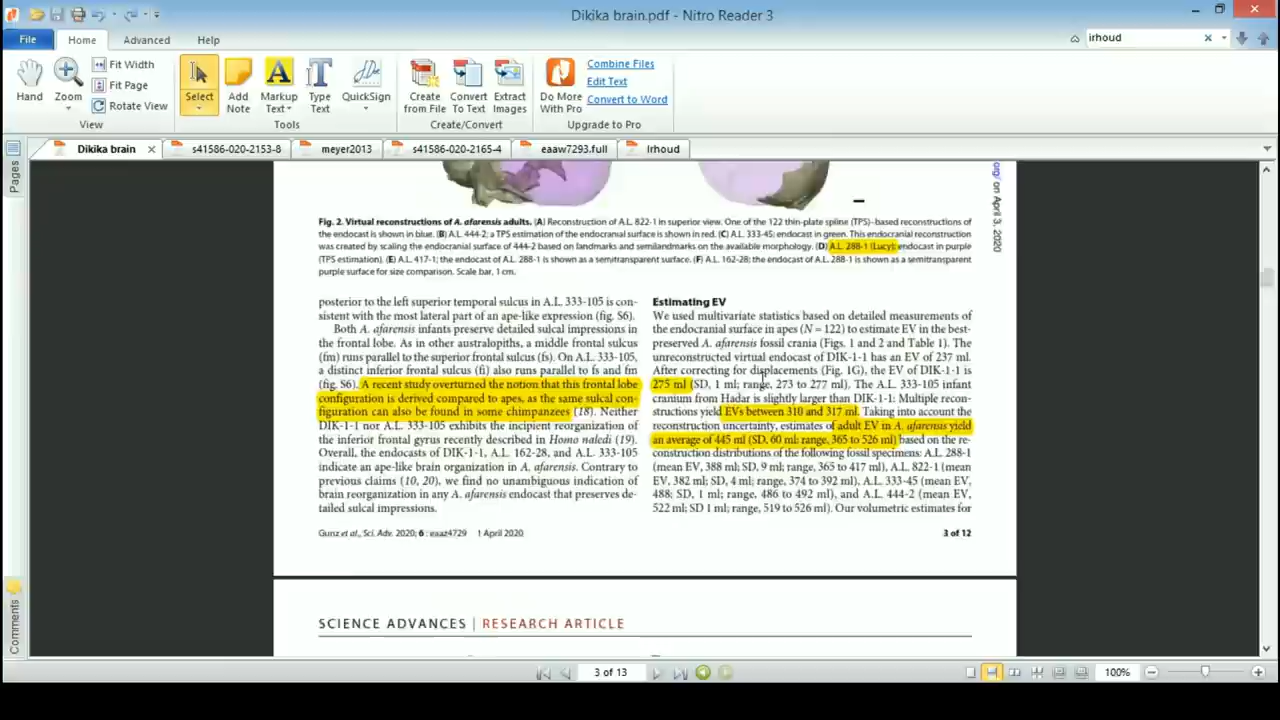 Dikika brain.pdf - Nitro Reader 3
File Home Advanced Help
irhoud
Hand
Zoom
Fit Width
Fit Page
Rotate View
View
Select
Add Note
Markup Text
Type Text
QuickSign
Tools
Create from File
Convert To Text
Extract Images
Create/Convert
Do More With Pro
Combine Files
Edit Text
Convert to Word
Upgrade to Pro
Dikika brain s41586-020-2153-8 meyer2013 s41586-020-2165-4 eaaw7293.full Irhoud
Pages
Comments
org/ on April 3, 2020
Fig. 2. Virtual reconstructions of A. afarensis adults. (A) Reconstruction of A.L. 822-1 in superior view. One of the 122 thin-plate spline (TPS)–based reconstructions of
the endocast is shown in blue. (B) A.L. 444-2; a TPS estimation of the endocranial surface is shown in red. (C) A.L. 333-45; endocast in green. This endocranial reconstruction
was created by scaling the endocranial surface of 444-2 based on landmarks and semilandmarks on the available morphology. (D) A.L. 288-1 (Lucy); endocast in purple
(TPS estimation). (E) A.L. 417-1; the endocast of A.L. 288-1 is shown as a semitransparent surface. (F) A.L. 162-28; the endocast of A.L. 288-1 is shown as a semitransparent
purple surface for size comparison. Scale bar, 1 cm.
posterior to the left superior temporal sulcus in A.L. 333-105 is con-
sistent with the most lateral part of an ape-like expression (fig. S6).
Both A. afarensis infants preserve detailed sulcal impressions in
the frontal lobe. As in other australopiths, a middle frontal sulcus
(fm) runs parallel to the superior frontal sulcus (fs). On A.L. 333-105,
a distinct inferior frontal sulcus (fi) also runs parallel to fs and fm
(fig. S6). A recent study overturned the notion that this frontal lobe
configuration is derived compared to apes, as the same sulcal con-
figuration can also be found in some chimpanzees (18). Neither
DIK-1-1 nor A.L. 333-105 exhibits the incipient reorganization of
the inferior frontal gyrus recently described in Homo naledi (19).
Overall, the endocasts of DIK-1-1, A.L. 162-28, and A.L. 333-105
indicate an ape-like brain organization in A. afarensis. Contrary to
previous claims (10, 20), we find no unambiguous indication of
brain reorganization in any A. afarensis endocast that preserves de-
tailed sulcal impressions.
Estimating EV
We used multivariate statistics based on detailed measurements of
the endocranial surface in apes (N = 122) to estimate EV in the best-
preserved A. afarensis fossil crania (Figs. 1 and 2 and Table 1). The
unreconstructed virtual endocast of DIK-1-1 has an EV of 237 ml.
After correcting for displacements (Fig. 1G), the EV of DIK-1-1 is
275 ml (SD, 1 ml; range, 273 to 277 ml). The A.L. 333-105 infant
cranium from Hadar is slightly larger than DIK-1-1: Multiple recon-
structions yield EVs between 310 and 317 ml. Taking into account the
reconstruction uncertainty, estimates of adult EV in A. afarensis yield
an average of 445 ml (SD, 60 ml; range, 365 to 526 ml) based on the re-
construction distributions of the following fossil specimens: A.L. 288-1
(mean EV, 388 ml; SD, 9 ml; range, 365 to 417 ml), A.L. 822-1 (mean
EV, 382 ml; SD, 4 ml; range, 374 to 392 ml), A.L. 333-45 (mean EV,
488; SD, 1 ml; range, 486 to 492 ml), and A.L. 444-2 (mean EV,
522 ml; SD 1 ml; range, 519 to 526 ml). Our volumetric estimates for
Gunz et al., Sci. Adv. 2020; 6 : eaaz4729 1 April 2020
3 of 12
SCIENCE ADVANCES | RESEARCH ARTICLE
3 of 13
100%